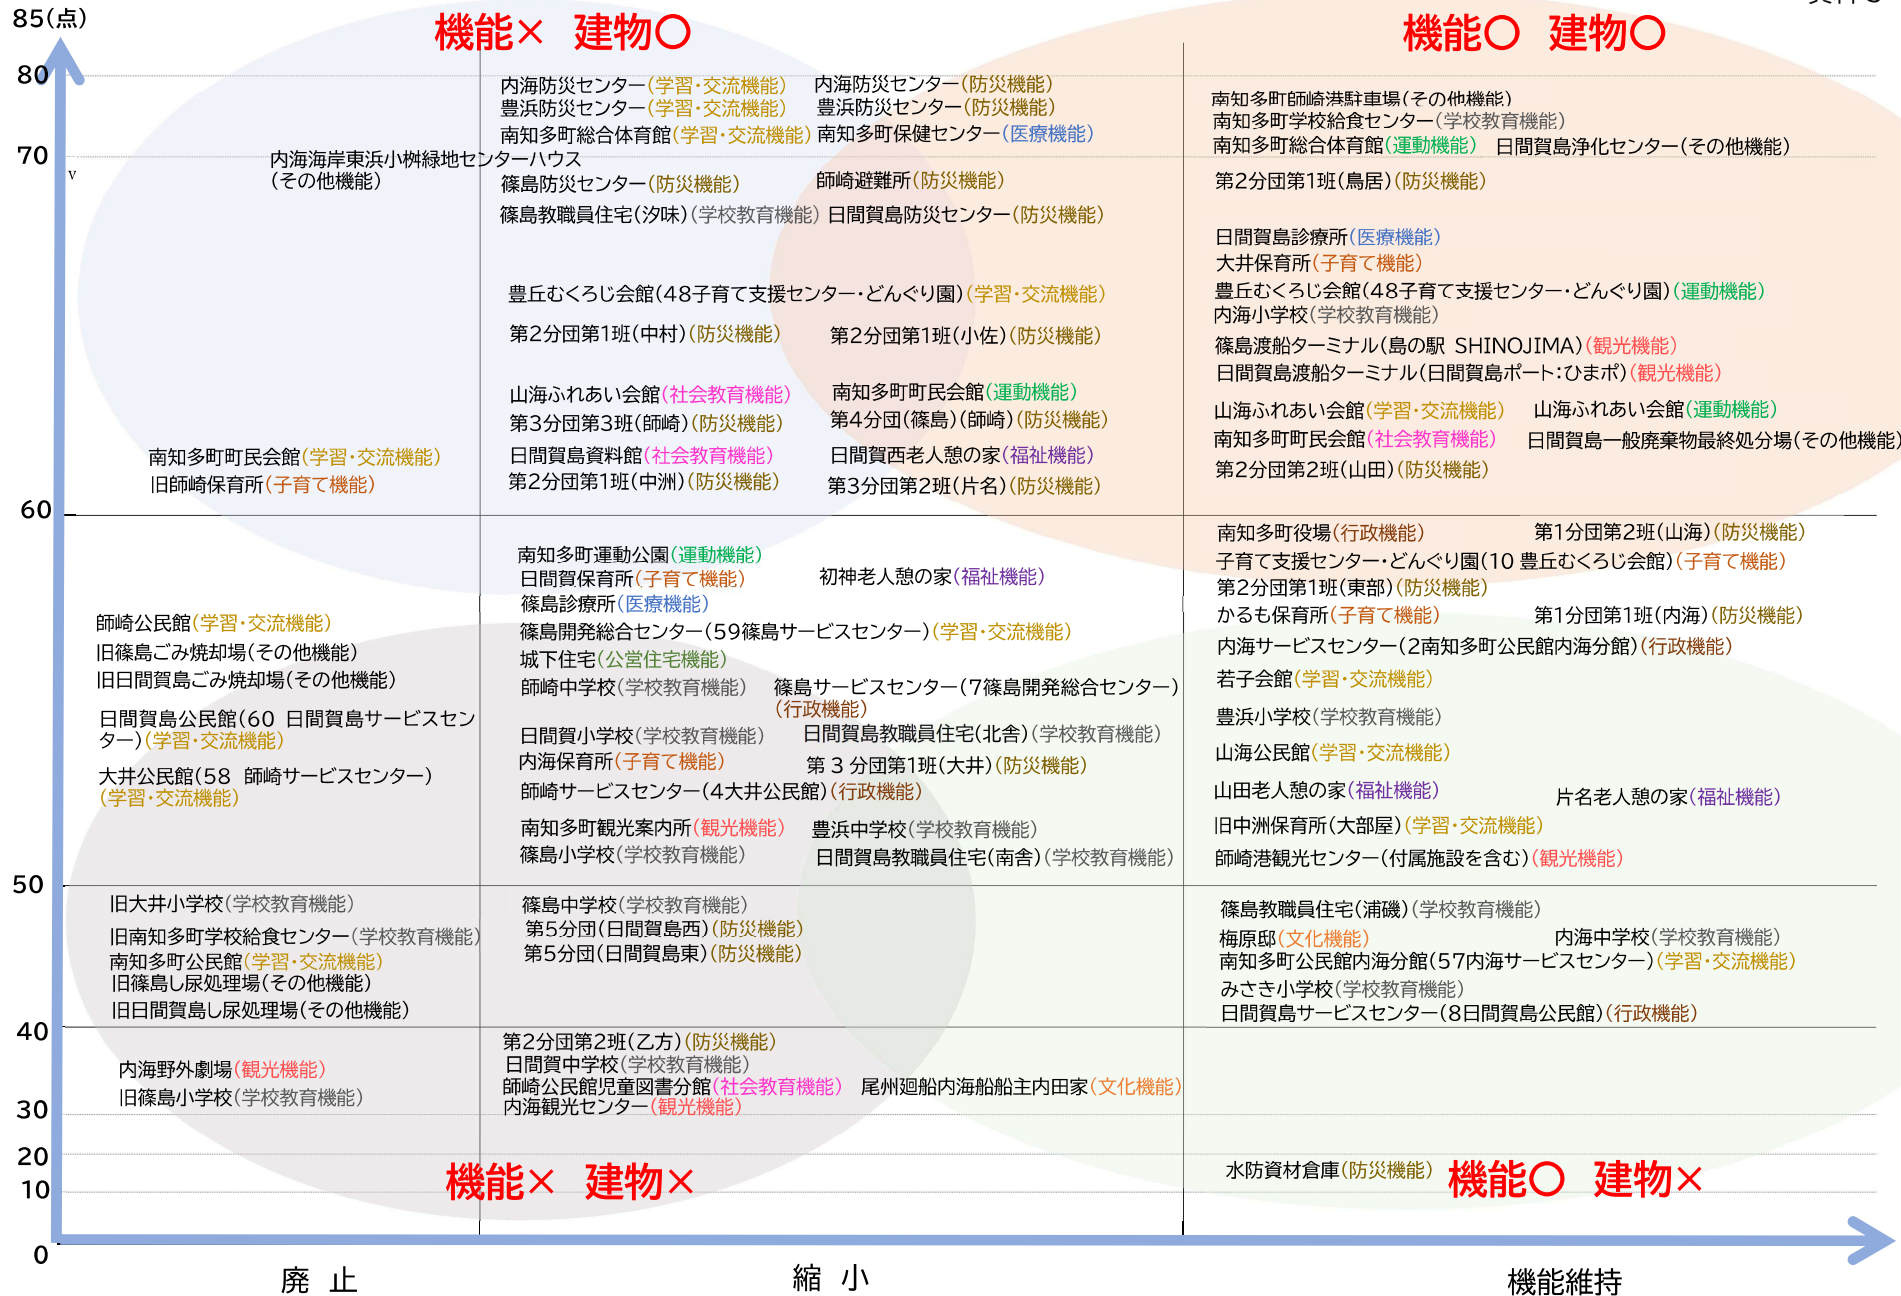 85(点)
機能× 建物〇
機能〇 建物〇
80
内海防災センター(学習・交流機能) 内海防災センター(防災機能)
豊浜防災センター(学習・交流機能) 豊浜防災センター(防災機能)
南知多町師崎港駐車場(その他機能)
南知多町学校給食センター(学校教育機能)
南知多町総合体育館(学習・交流機能) 南知多町保健センター(医療機能)
南知多町総合体育館(運動機能) 日間賀島浄化センター(その他機能)
70
v
内海海岸東浜小桝緑地センターハウス
(その他機能)
篠島防災センター(防災機能) 師崎避難所(防災機能)
第2分団第1班(鳥居)(防災機能)
篠島教職員住宅(汐味)(学校教育機能) 日間賀島防災センター(防災機能)
日間賀島診療所(医療機能)
大井保育所(子育て機能)
豊丘むくろじ会館(48子育て支援センター・どんぐり園)(学習・交流機能)
豊丘むくろじ会館(48子育て支援センター・どんぐり園)(運動機能)
内海小学校(学校教育機能)
第2分団第1班(中村)(防災機能) 第2分団第1班(小佐)(防災機能)
篠島渡船ターミナル(島の駅 SHINOJIMA)(観光機能)
日間賀島渡船ターミナル(日間賀島ポート:ひまポ)(観光機能)
山海ふれあい会館(社会教育機能) 南知多町町民会館(運動機能)
山海ふれあい会館(学習・交流機能) 山海ふれあい会館(運動機能)
第3分団第3班(師崎)(防災機能) 第4分団(篠島)(師崎)(防災機能)
南知多町町民会館(社会教育機能) 日間賀島一般廃棄物最終処分場(その他機能)
南知多町町民会館(学習・交流機能)
日間賀島資料館(社会教育機能) 日間賀西老人憩の家(福祉機能)
第2分団第2班(山田)(防災機能)
旧師崎保育所(子育て機能)
第2分団第1班(中洲)(防災機能) 第3分団第2班(片名)(防災機能)
60
南知多町役場(行政機能) 第1分団第2班(山海)(防災機能)
南知多町運動公園(運動機能)
子育て支援センター・どんぐり園(10 豊丘むくろじ会館)(子育て機能)
日間賀保育所(子育て機能) 初神老人憩の家(福祉機能)
第2分団第1班(東部)(防災機能)
篠島診療所(医療機能)
かるも保育所(子育て機能) 第1分団第1班(内海)(防災機能)
師崎公民館(学習・交流機能)
篠島開発総合センター(59篠島サービスセンター)(学習・交流機能)
内海サービスセンター(2南知多町公民館内海分館)(行政機能)
旧篠島ごみ焼却場(その他機能)
城下住宅(公営住宅機能)
旧日間賀島ごみ焼却場(その他機能)
若子会館(学習・交流機能)
師崎中学校(学校教育機能) 篠島サービスセンター(7篠島開発総合センター)
(行政機能)
日間賀島公民館(60 日間賀島サービスセン
ター)(学習・交流機能)
豊浜小学校(学校教育機能)
日間賀小学校(学校教育機能) 日間賀島教職員住宅(北舎)(学校教育機能)
山海公民館(学習・交流機能)
内海保育所(子育て機能) 第3分団第1班(大井)(防災機能)
大井公民館(58 師崎サービスセンター)
(学習・交流機能)
師崎サービスセンター(4大井公民館)(行政機能)
山田老人憩の家(福祉機能) 片名老人憩の家(福祉機能)
南知多町観光案内所(観光機能) 豊浜中学校(学校教育機能)
旧中洲保育所(大部屋)(学習・交流機能)
篠島小学校(学校教育機能) 日間賀島教職員住宅(南舎)(学校教育機能)
師崎港観光センター(付属施設を含む)(観光機能)
50
旧大井小学校(学校教育機能)
篠島中学校(学校教育機能)
篠島教職員住宅(浦磯)(学校教育機能)
旧南知多町学校給食センター(学校教育機能)
第5分団(日間賀島西)(防災機能)
梅原邸(文化機能) 内海中学校(学校教育機能)
南知多町公民館(学習・交流機能)
第5分団(日間賀島東)(防災機能)
南知多町公民館内海分館(57内海サービスセンター)(学習・交流機能)
旧篠島し尿処理場(その他機能)
みさき小学校(学校教育機能)
旧日間賀島し尿処理場(その他機能)
日間賀島サービスセンター(8日間賀島公民館)(行政機能)
40
第2分団第2班(乙方)(防災機能)
内海野外劇場(観光機能)
日間賀中学校(学校教育機能)
師崎公民館児童図書分館(社会教育機能) 尾州廻船内海船船主内田家(文化機能)
旧篠島小学校(学校教育機能)
内海観光センター(観光機能)
30
20
水防資材倉庫(防災機能)
機能× 建物×
機能〇 建物×
10
0
廃 止
縮 小
機能維持